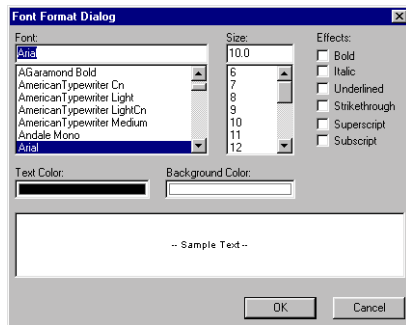 Font Format Dialog
Font:
Arial
AGaramond Bold
AmericanTypewriter Cn
AmericanTypewriter Light
AmericanTypewriter LightCn
AmericanTypewriter Medium
Andale Mono
Arial
Size:
10.0
6
7
8
9
10
11
12
Effects:
Bold
Italic
Underlined
Strikethrough
Superscript
Subscript
Text Color:
Background Color:
-- Sample Text --
OK
Cancel